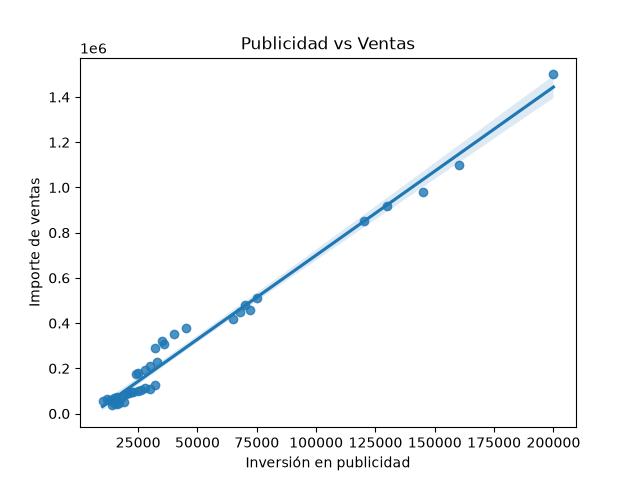 Publicidad vs Ventas
1e6
1.4
1.2
1.0
0.8
0.6
0.4
0.2
0.0
Importe de ventas
25000 50000 75000 100000 125000 150000 175000 200000
Inversión en publicidad